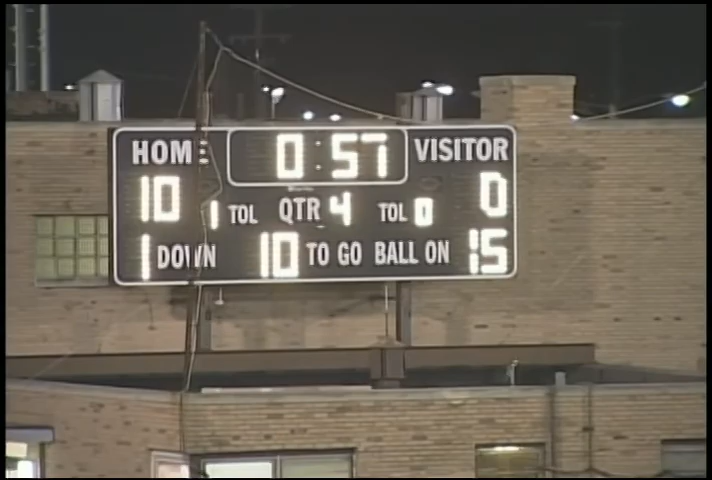 HOME 0:57 VISITOR
10 1 TOL QTR 4 TOL 0 0
1 DOWN 10 TO GO BALL ON 15